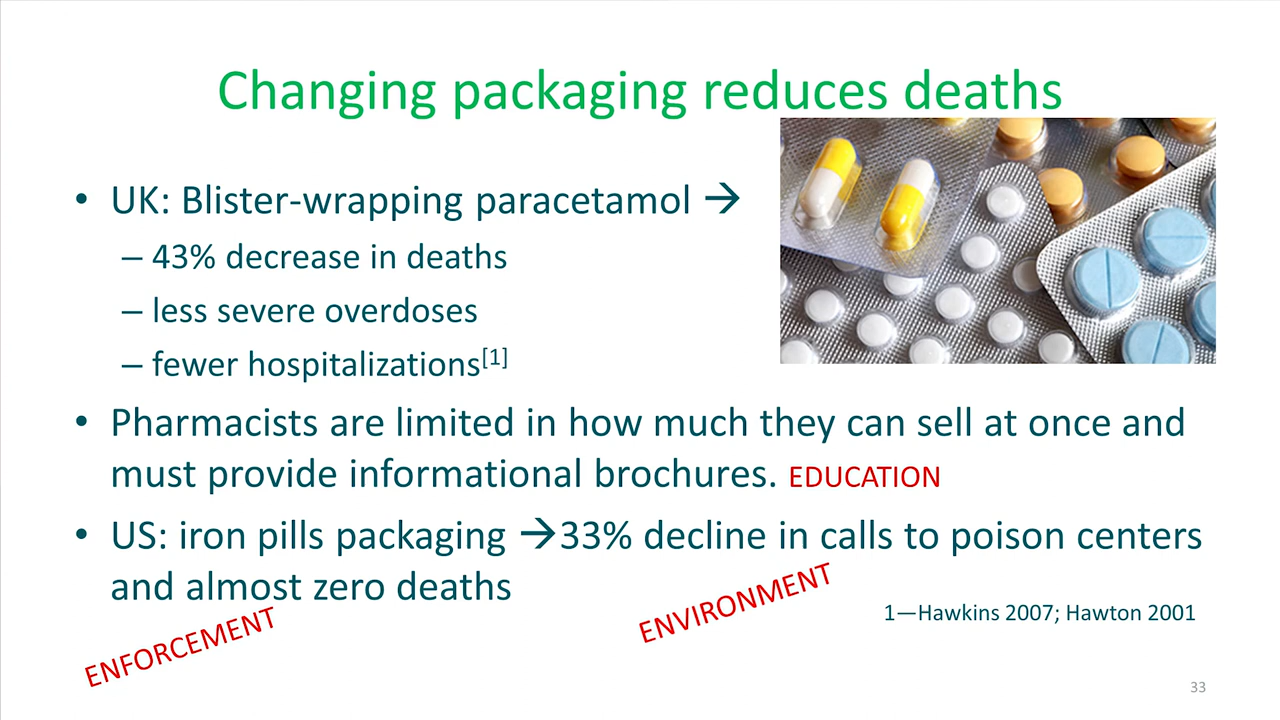 Changing packaging reduces deaths
• UK: Blister-wrapping paracetamol →
– 43% decrease in deaths
– less severe overdoses
– fewer hospitalizations[1]
• Pharmacists are limited in how much they can sell at once and
must provide informational brochures. EDUCATION
• US: iron pills packaging →33% decline in calls to poison centers
and almost zero deaths
ENFORCEMENT
ENVIRONMENT
1—Hawkins 2007; Hawton 2001
33